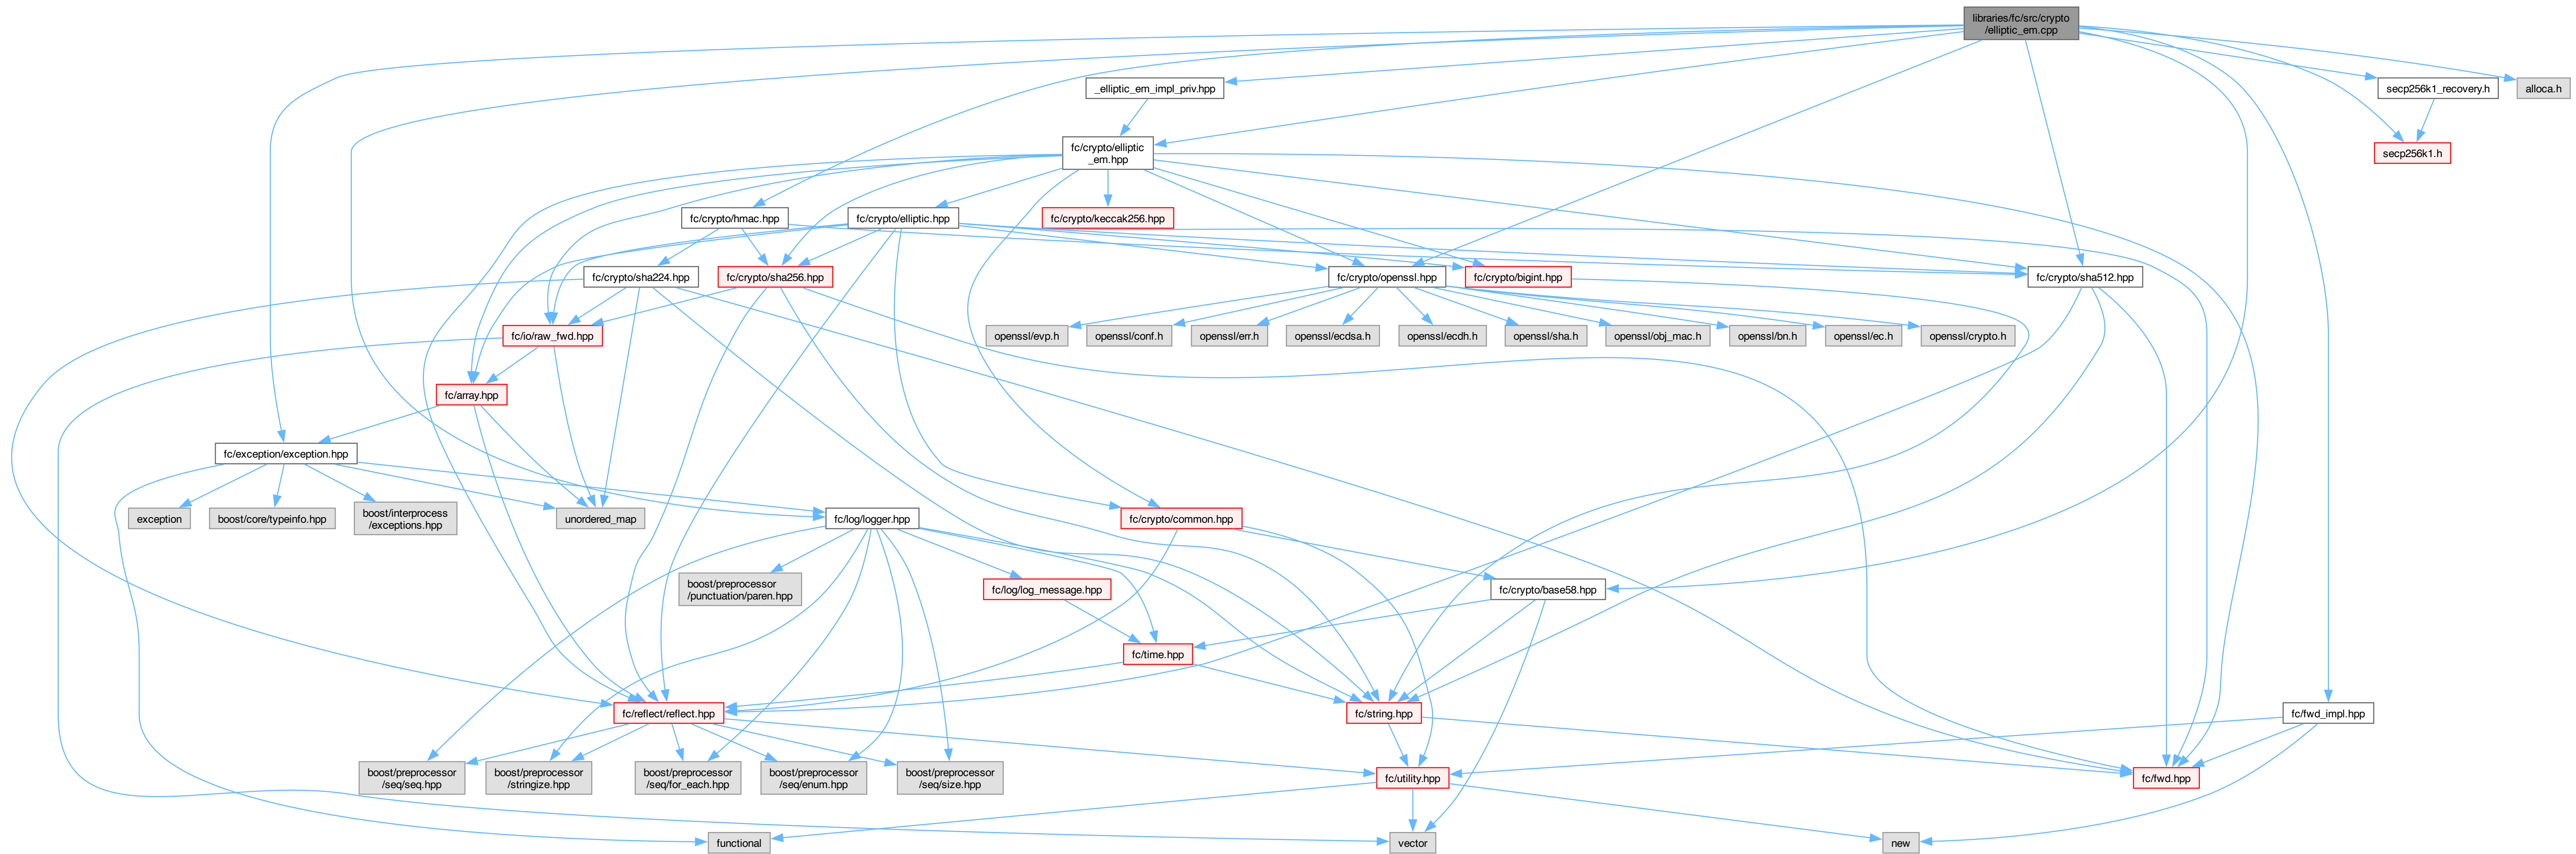 libraries/fc/src/crypto
/elliptic_em.cpp
_elliptic_em_impl_priv.hpp
secp256k1_recovery.h
alloca.h
fc/crypto/elliptic
_em.hpp
secp256k1.h
fc/crypto/hmac.hpp
fc/crypto/elliptic.hpp
fc/crypto/keccak256.hpp
fc/crypto/sha224.hpp
fc/crypto/sha256.hpp
fc/crypto/openssl.hpp
fc/crypto/bigint.hpp
fc/crypto/sha512.hpp
fc/io/raw_fwd.hpp
openssl/evp.h
openssl/conf.h
openssl/err.h
openssl/ecdsa.h
openssl/ecdh.h
openssl/sha.h
openssl/obj_mac.h
openssl/bn.h
openssl/ec.h
openssl/crypto.h
fc/array.hpp
fc/exception/exception.hpp
exception
boost/core/typeinfo.hpp
boost/interprocess
/exceptions.hpp
unordered_map
fc/log/logger.hpp
fc/crypto/common.hpp
boost/preprocessor
/punctuation/paren.hpp
fc/log/log_message.hpp
fc/crypto/base58.hpp
fc/time.hpp
fc/reflect/reflect.hpp
fc/string.hpp
fc/fwd_impl.hpp
boost/preprocessor
/seq/seq.hpp
boost/preprocessor
/stringize.hpp
boost/preprocessor
/seq/for_each.hpp
boost/preprocessor
/seq/enum.hpp
boost/preprocessor
/seq/size.hpp
fc/utility.hpp
fc/fwd.hpp
functional
vector
new